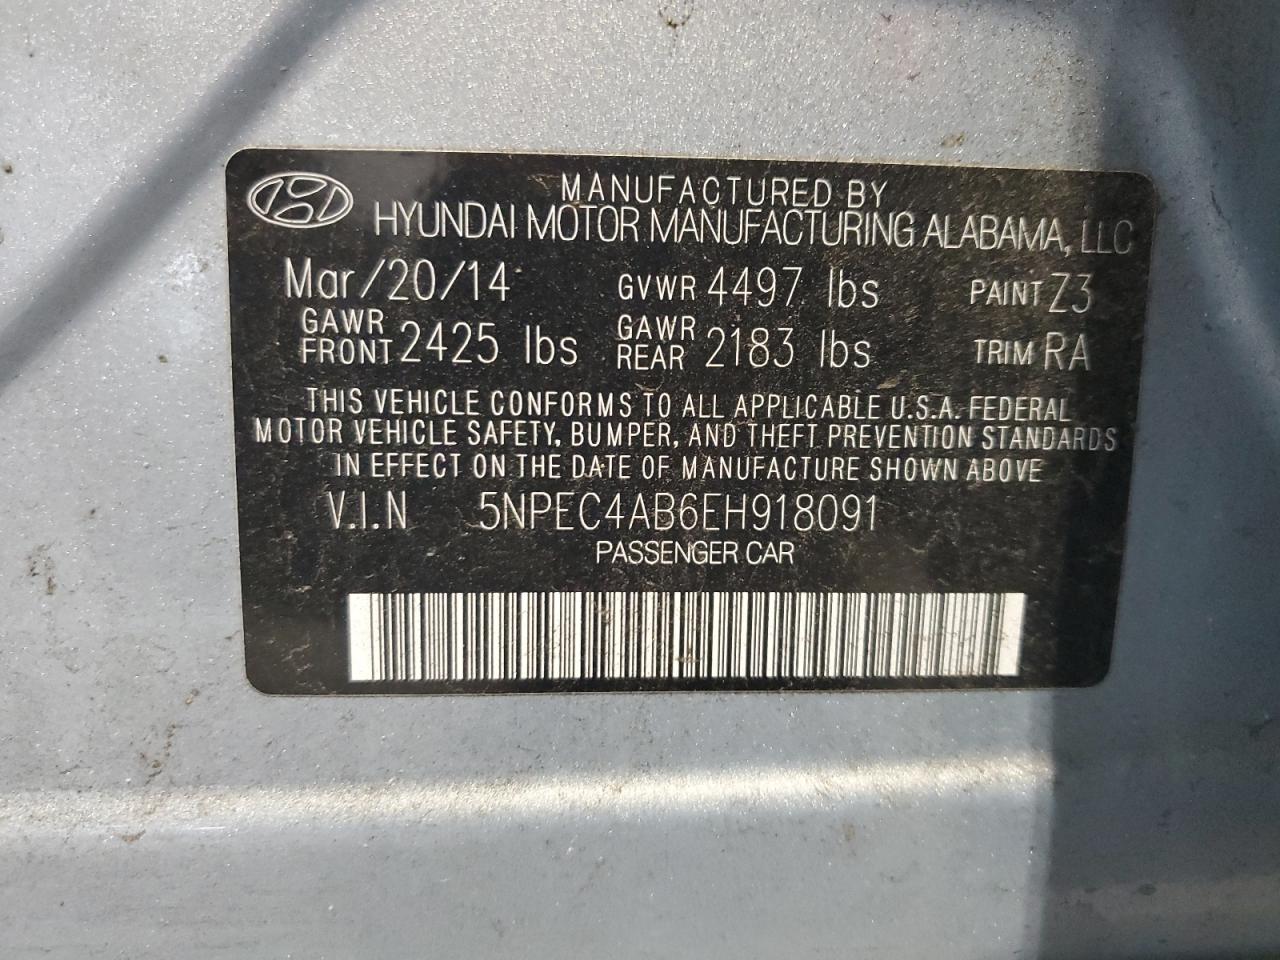 MANUFACTURED BY
HYUNDAI MOTOR MANUFACTURING ALABAMA, LLC
Mar/20/14 GVWR 4497 lbs PAINT Z3
GAWR FRONT 2425 lbs GAWR REAR 2183 lbs TRIM RA
THIS VEHICLE CONFORMS TO ALL APPLICABLE U.S.A. FEDERAL
MOTOR VEHICLE SAFETY, BUMPER, AND THEFT PREVENTION STANDARDS
IN EFFECT ON THE DATE OF MANUFACTURE SHOWN ABOVE
V.I.N 5NPEC4AB6EH918091
PASSENGER CAR